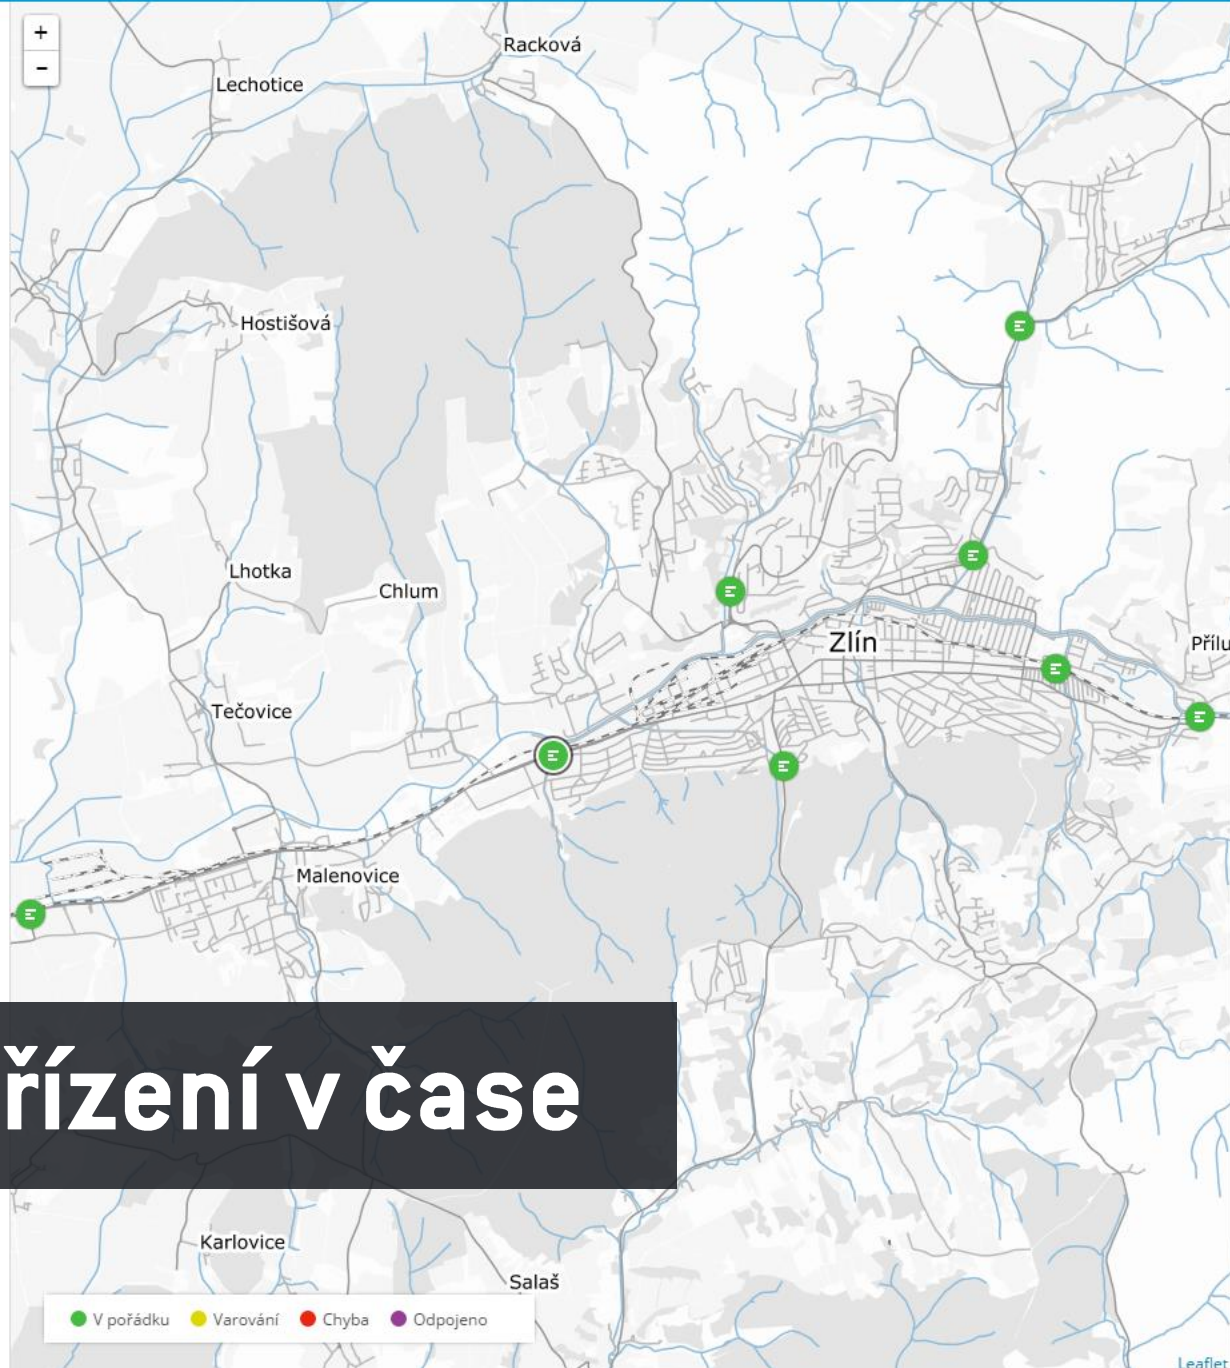 +
Racková
−
Lechotice
Hostišová
Lhotka
Chlum
Zlín
Přílu
Tečovice
Malenovice
řízení v čase
Karlovice
Salaš
V pořádku Varování Chyba Odpojeno
Leaflet